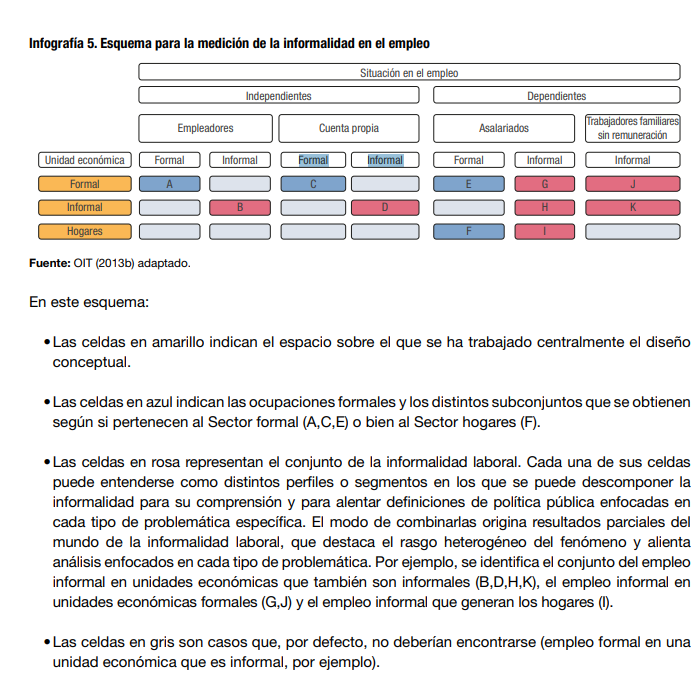 Infografía 5. Esquema para la medición de la informalidad en el empleo
Situación en el empleo
Independientes Dependientes
Empleadores Cuenta propia Asalariados Trabajadores familiares
sin remuneración
Unidad económica Formal Informal Formal Informal Formal Informal Informal
Formal A C E G J
Informal B D H K
Hogares F I
Fuente: OIT (2013b) adaptado.
En este esquema:
• Las celdas en amarillo indican el espacio sobre el que se ha trabajado centralmente el diseño
conceptual.
• Las celdas en azul indican las ocupaciones formales y los distintos subconjuntos que se obtienen
según si pertenecen al Sector formal (A,C,E) o bien al Sector hogares (F).
• Las celdas en rosa representan el conjunto de la informalidad laboral. Cada una de sus celdas
puede entenderse como distintos perfiles o segmentos en los que se puede descomponer la
informalidad para su comprensión y para alentar definiciones de política pública enfocadas en
cada tipo de problemática específica. El modo de combinarlas origina resultados parciales del
mundo de la informalidad laboral, que destaca el rasgo heterogéneo del fenómeno y alienta
análisis enfocados en cada tipo de problemática. Por ejemplo, se identifica el conjunto del empleo
informal en unidades económicas que también son informales (B,D,H,K), el empleo informal en
unidades económicas formales (G,J) y el empleo informal que generan los hogares (I).
• Las celdas en gris son casos que, por defecto, no deberían encontrarse (empleo formal en una
unidad económica que es informal, por ejemplo).